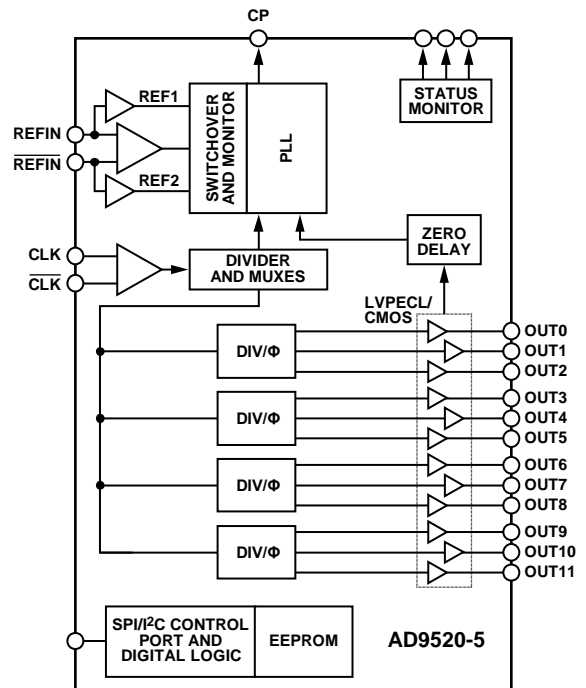 CP
STATUS
MONITOR
REF1
REFIN
SWITCHOVER
AND MONITOR
PLL
REFIN
REF2
ZERO
DELAY
CLK
DIVIDER
AND MUXES
CLK
LVPECL/
CMOS
DIV/Φ
OUT0
OUT1
OUT2
DIV/Φ
OUT3
OUT4
OUT5
DIV/Φ
OUT6
OUT7
OUT8
DIV/Φ
OUT9
OUT10
OUT11
SPI/I²C CONTROL
PORT AND
DIGITAL LOGIC
EEPROM
AD9520-5